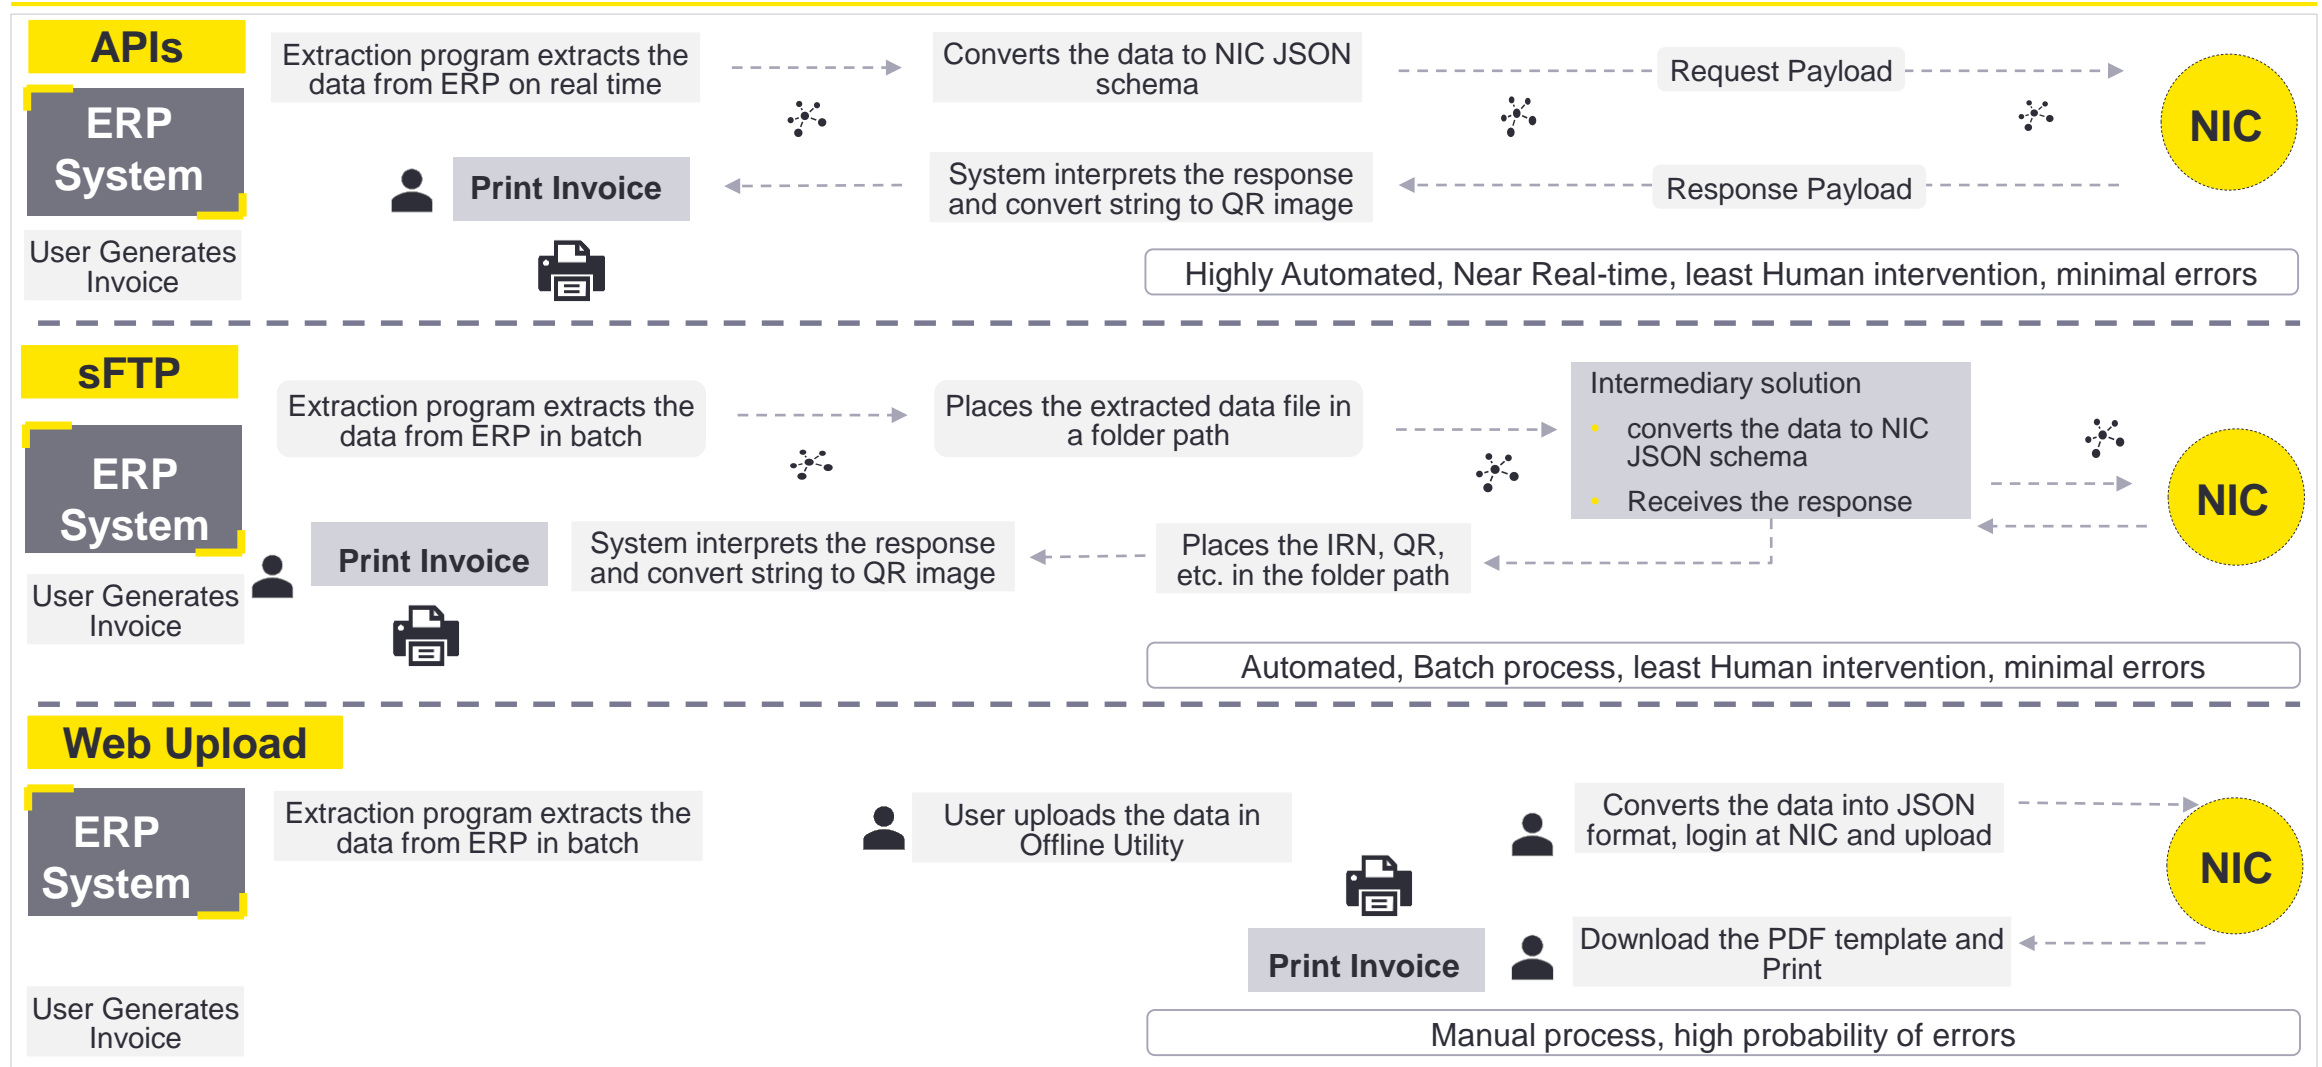 APIs
ERP
System
User Generates
Invoice
Extraction program extracts the
data from ERP on real time
Converts the data to NIC JSON
schema
Request Payload
NIC
Response Payload
System interprets the response
and convert string to QR image
Print Invoice
Highly Automated, Near Real-time, least Human intervention, minimal errors
sFTP
ERP
System
User Generates
Invoice
Extraction program extracts the
data from ERP in batch
Places the extracted data file in
a folder path
Intermediary solution
• converts the data to NIC
JSON schema
• Receives the response
NIC
Places the IRN, QR,
etc. in the folder path
System interprets the response
and convert string to QR image
Print Invoice
Automated, Batch process, least Human intervention, minimal errors
Web Upload
ERP
System
User Generates
Invoice
Extraction program extracts the
data from ERP in batch
User uploads the data in
Offline Utility
Converts the data into JSON
format, login at NIC and upload
NIC
Download the PDF template and
Print
Print Invoice
Manual process, high probability of errors